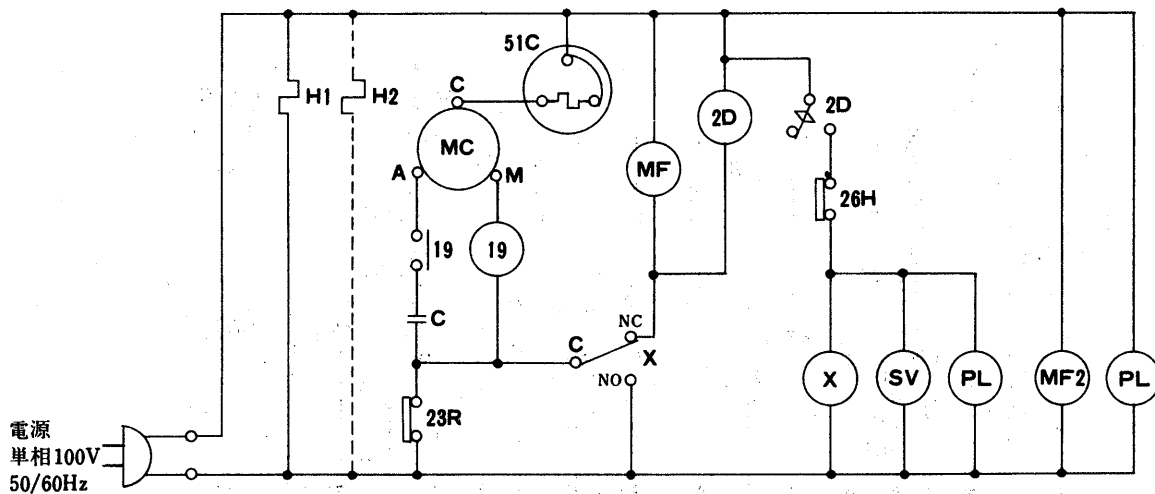 51C
H1
H2
C
MC
A
M
MF
2D
2D
26H
19
19
C
NC
C
X
NO
23R
X
SV
PL
MF2
PL
電源
単相100V
50/60Hz